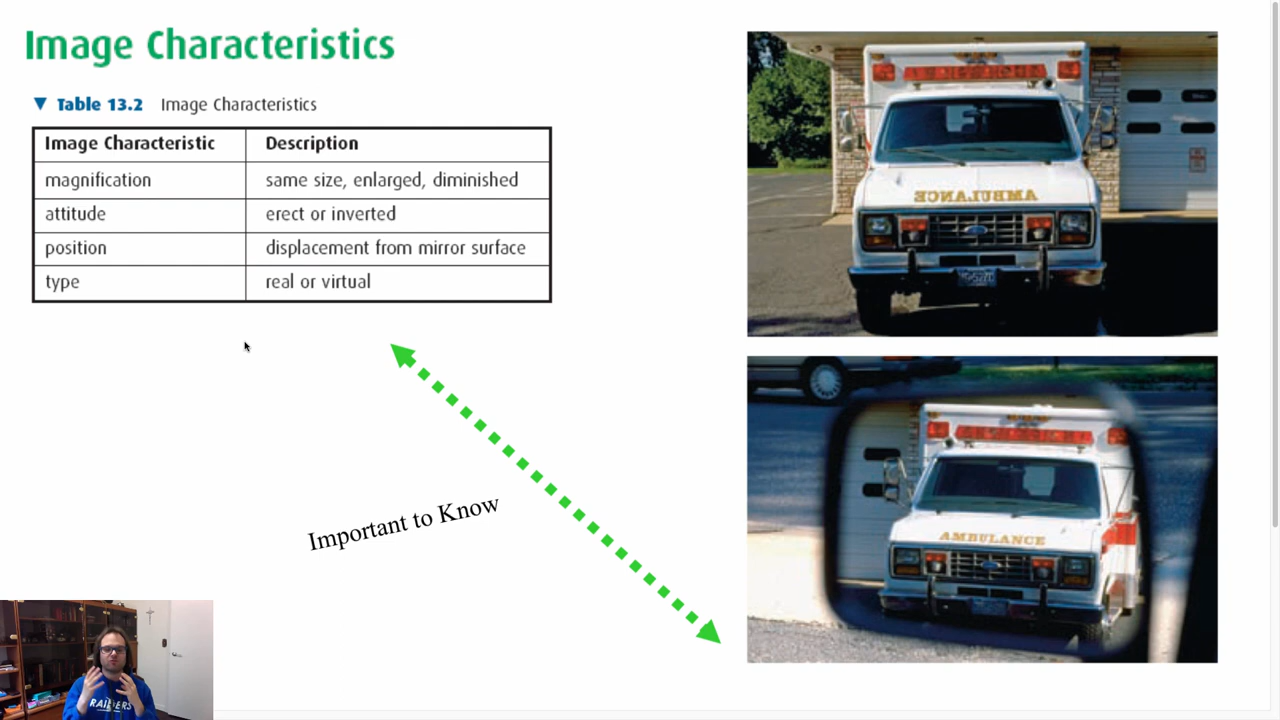 Image Characteristics
▼ Table 13.2 Image Characteristics
Image Characteristic Description
magnification same size, enlarged, diminished
attitude erect or inverted
position displacement from mirror surface
type real or virtual
Important to Know
AMBULANCE
AMBULANCE
RAIDERS